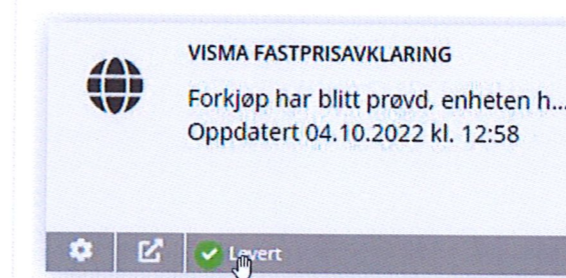 VISMA FASTPRISAVKLARING
Forkjøp har blitt prøvd, enheten h...
Oppdatert 04.10.2022 kl. 12:58
Levert